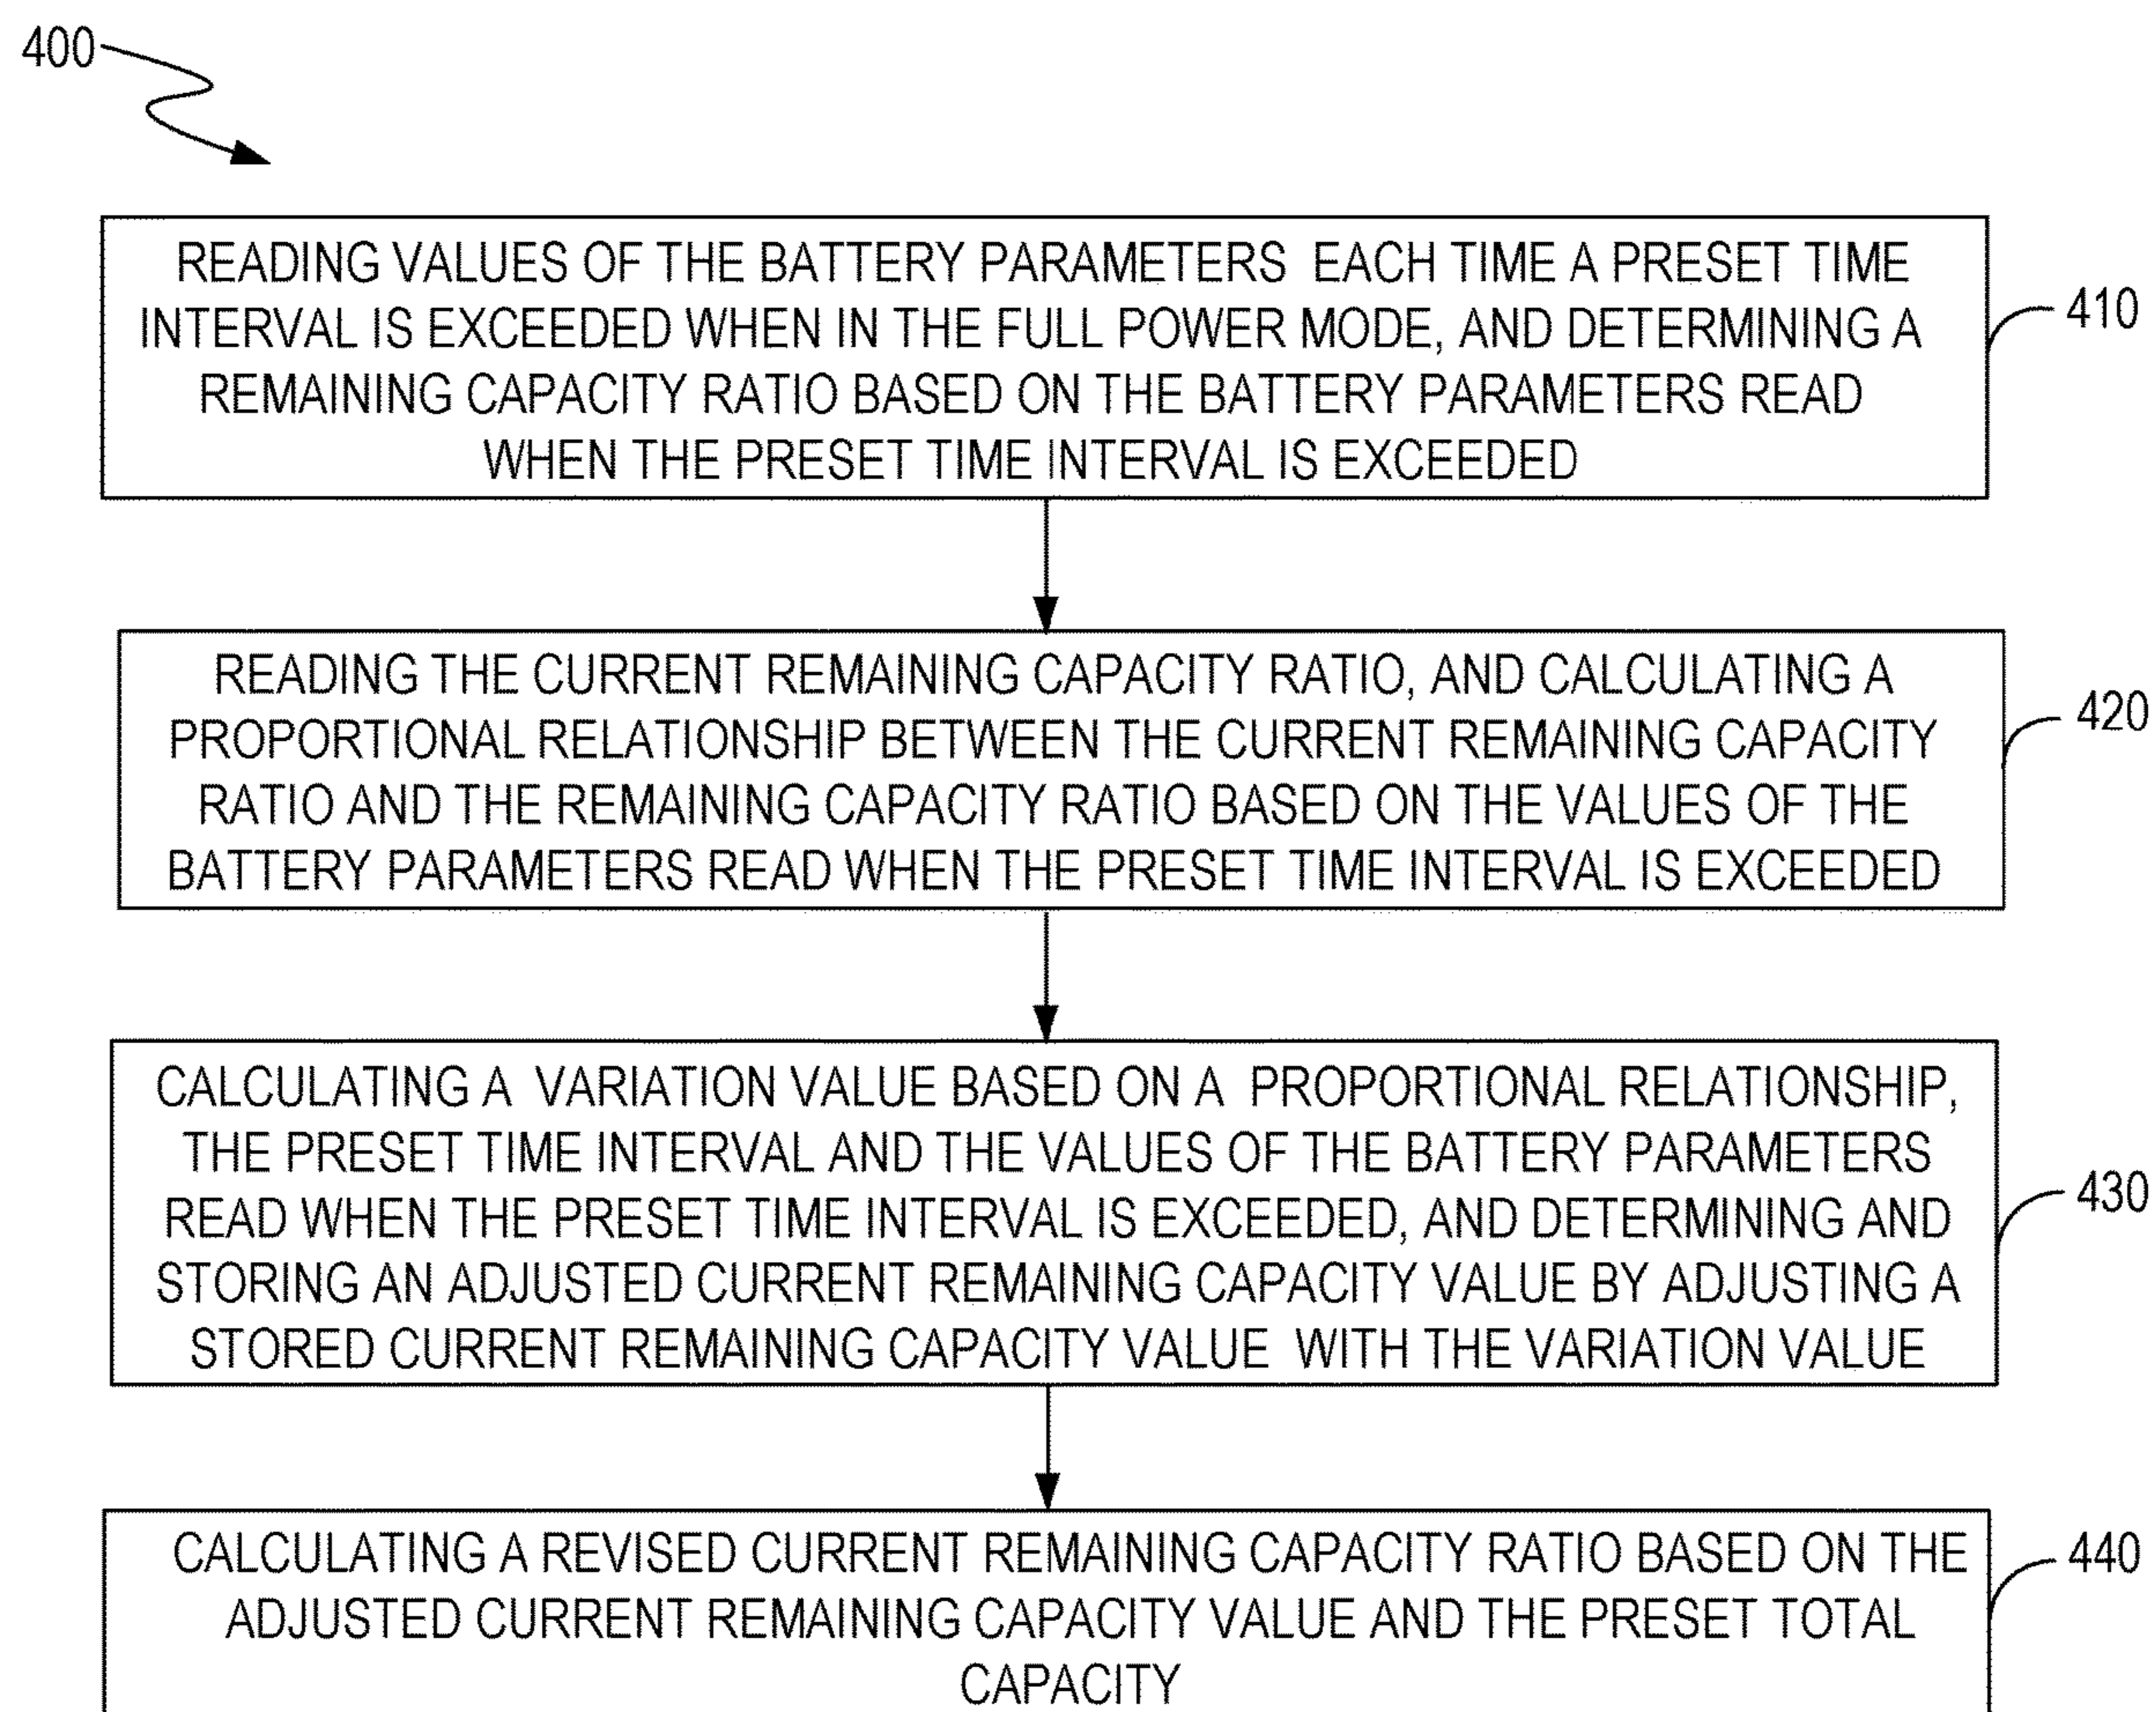 400
READING VALUES OF THE BATTERY PARAMETERS EACH TIME A PRESET TIME
INTERVAL IS EXCEEDED WHEN IN THE FULL POWER MODE, AND DETERMINING A
REMAINING CAPACITY RATIO BASED ON THE BATTERY PARAMETERS READ
WHEN THE PRESET TIME INTERVAL IS EXCEEDED
410
READING THE CURRENT REMAINING CAPACITY RATIO, AND CALCULATING A
PROPORTIONAL RELATIONSHIP BETWEEN THE CURRENT REMAINING CAPACITY
RATIO AND THE REMAINING CAPACITY RATIO BASED ON THE VALUES OF THE
BATTERY PARAMETERS READ WHEN THE PRESET TIME INTERVAL IS EXCEEDED
420
CALCULATING A VARIATION VALUE BASED ON A PROPORTIONAL RELATIONSHIP,
THE PRESET TIME INTERVAL AND THE VALUES OF THE BATTERY PARAMETERS
READ WHEN THE PRESET TIME INTERVAL IS EXCEEDED, AND DETERMINING AND
STORING AN ADJUSTED CURRENT REMAINING CAPACITY VALUE BY ADJUSTING A
STORED CURRENT REMAINING CAPACITY VALUE WITH THE VARIATION VALUE
430
CALCULATING A REVISED CURRENT REMAINING CAPACITY RATIO BASED ON THE
ADJUSTED CURRENT REMAINING CAPACITY VALUE AND THE PRESET TOTAL
CAPACITY
440